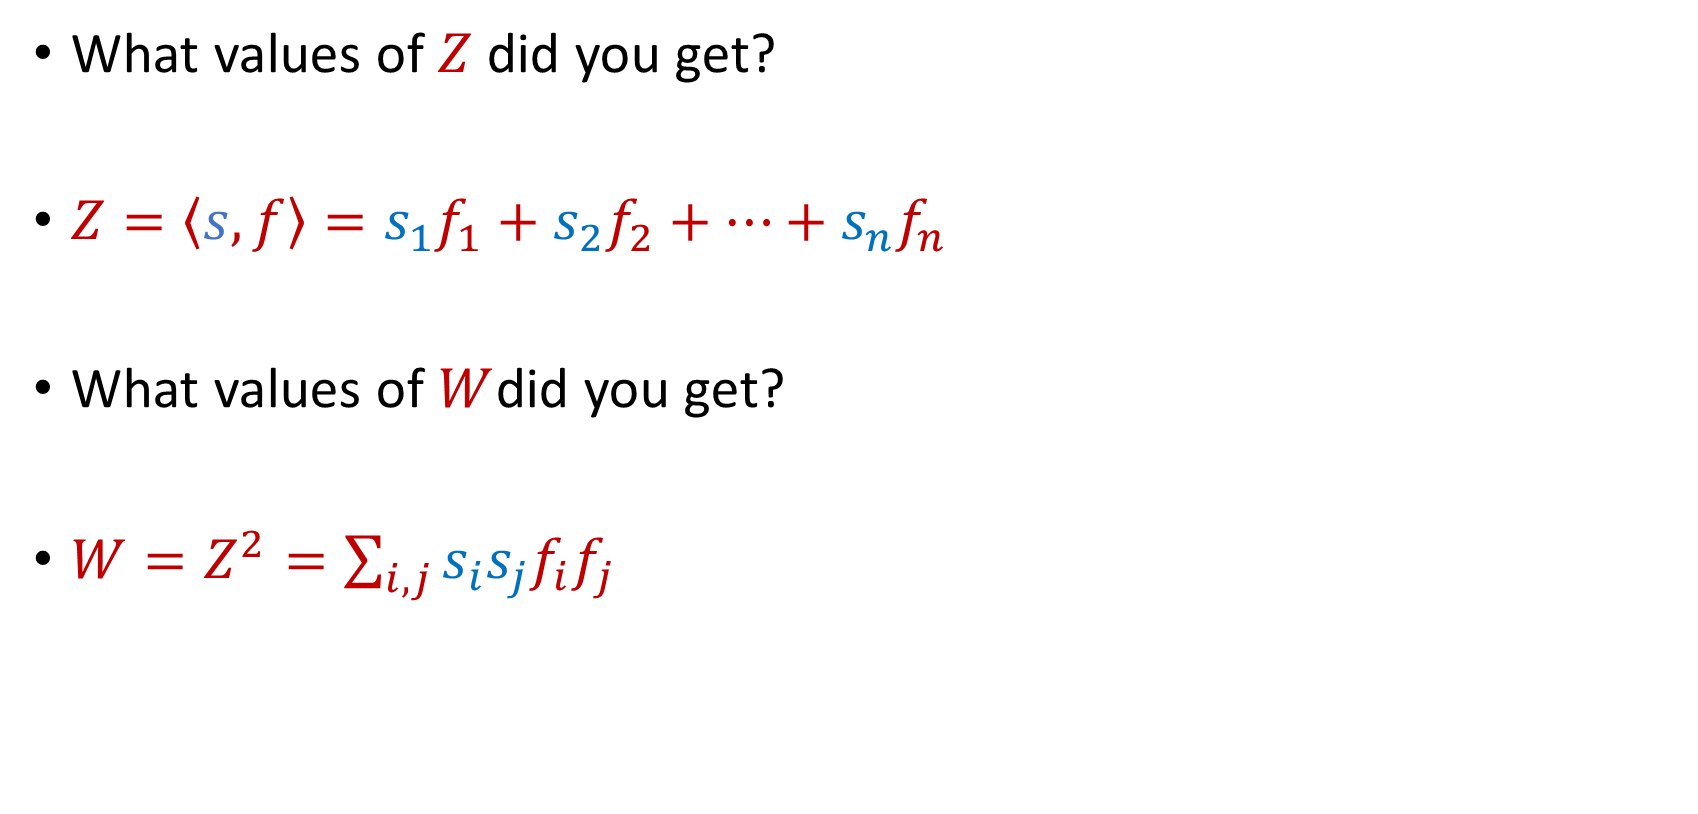 • What values of Z did you get?
• Z = ⟨s, f⟩ = s₁f₁ + s₂f₂ + ⋯ + sₙfₙ
• What values of W did you get?
• W = Z² = ∑ᵢ,ⱼ sᵢsⱼfᵢfⱼ